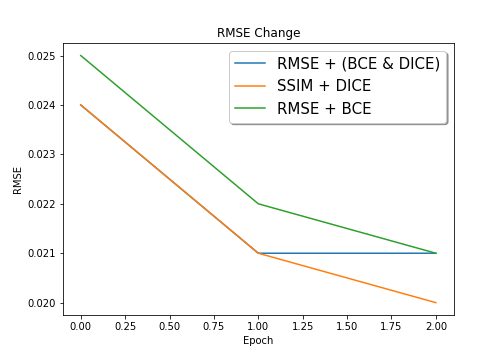 RMSE Change
RMSE + (BCE & DICE)
SSIM + DICE
RMSE + BCE
RMSE
0.025
0.024
0.023
0.022
0.021
0.020
0.00 0.25 0.50 0.75 1.00 1.25 1.50 1.75 2.00
Epoch